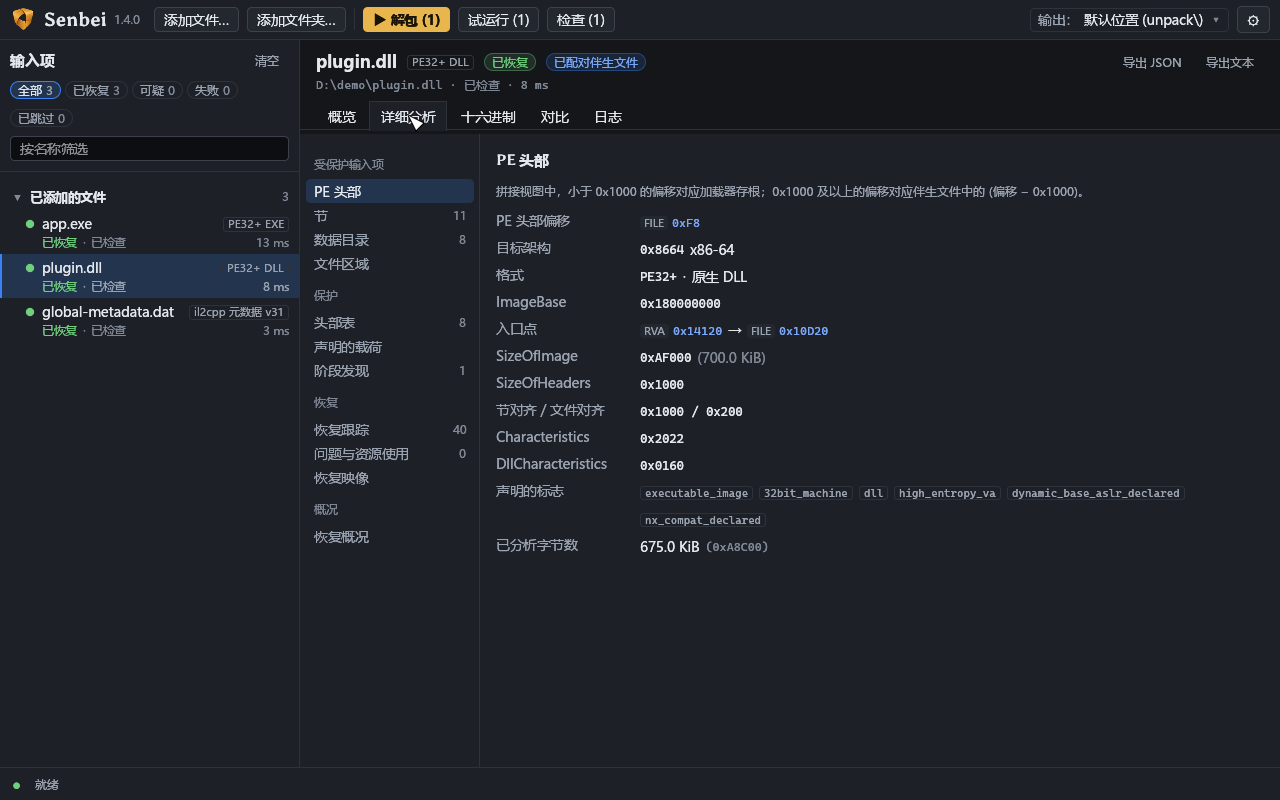 Senbei 1.4.0 添加文件... 添加文件夹... ▶ 解包 (1) 试运行 (1) 检查 (1) 输出: 默认位置 (unpack\)
输入项 清空
全部 3 已恢复 3 可疑 0 失败 0
已跳过 0
按名称筛选
已添加的文件 3
app.exe PE32+ EXE
已恢复 · 已检查 13 ms
plugin.dll PE32+ DLL
已恢复 · 已检查 8 ms
global-metadata.dat il2cpp 元数据 v31
已恢复 · 已检查 3 ms
plugin.dll PE32+ DLL 已恢复 已配对伴生文件 导出 JSON 导出文本
D:\demo\plugin.dll · 已检查 · 8 ms
概览 详细分析 十六进制 对比 日志
受保护输入项
PE 头部
节 11
数据目录 8
文件区域
保护
头部表 8
声明的载荷
阶段发现 1
恢复
恢复跟踪 40
问题与资源使用 0
恢复映像
概况
恢复概况
PE 头部
拼接视图中，小于 0x1000 的偏移对应加载器存根；0x1000 及以上的偏移对应伴生文件中的 (偏移 − 0x1000)。
PE 头部偏移 FILE 0xF8
目标架构 0x8664 x86-64
格式 PE32+ · 原生 DLL
ImageBase 0x180000000
入口点 RVA 0x14120 → FILE 0x10D20
SizeOfImage 0xAF000 (700.0 KiB)
SizeOfHeaders 0x1000
节对齐 / 文件对齐 0x1000 / 0x200
Characteristics 0x2022
DllCharacteristics 0x0160
声明的标志 executable_image 32bit_machine dll high_entropy_va dynamic_base_aslr_declared
nx_compat_declared
已分析字节数 675.0 KiB (0xA8C00)
就绪